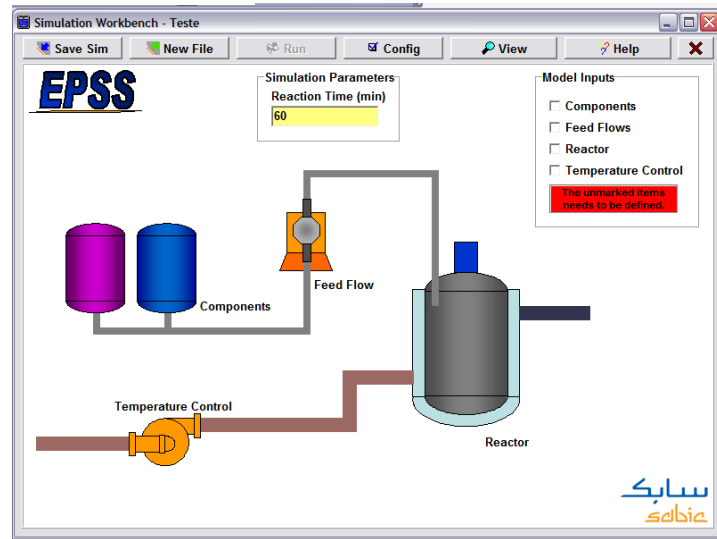 Simulation Workbench - Teste
Save Sim
New File
Run
Config
View
Help
EPSS
Simulation Parameters
Reaction Time (min)
60
Model Inputs
Components
Feed Flows
Reactor
Temperature Control
The unmarked items
needs to be defined.
Feed Flow
Components
Temperature Control
Reactor
سابك
sabic